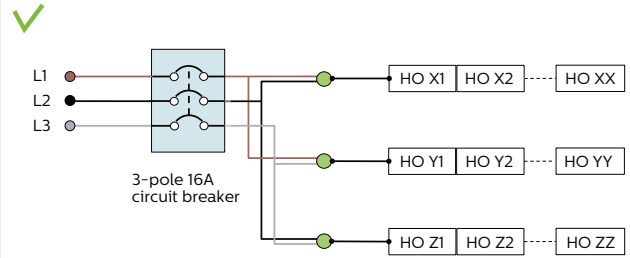 L1
L2
L3
3-pole 16A
circuit breaker
HO X1 HO X2 HO XX
HO Y1 HO Y2 HO YY
HO Z1 HO Z2 HO ZZ